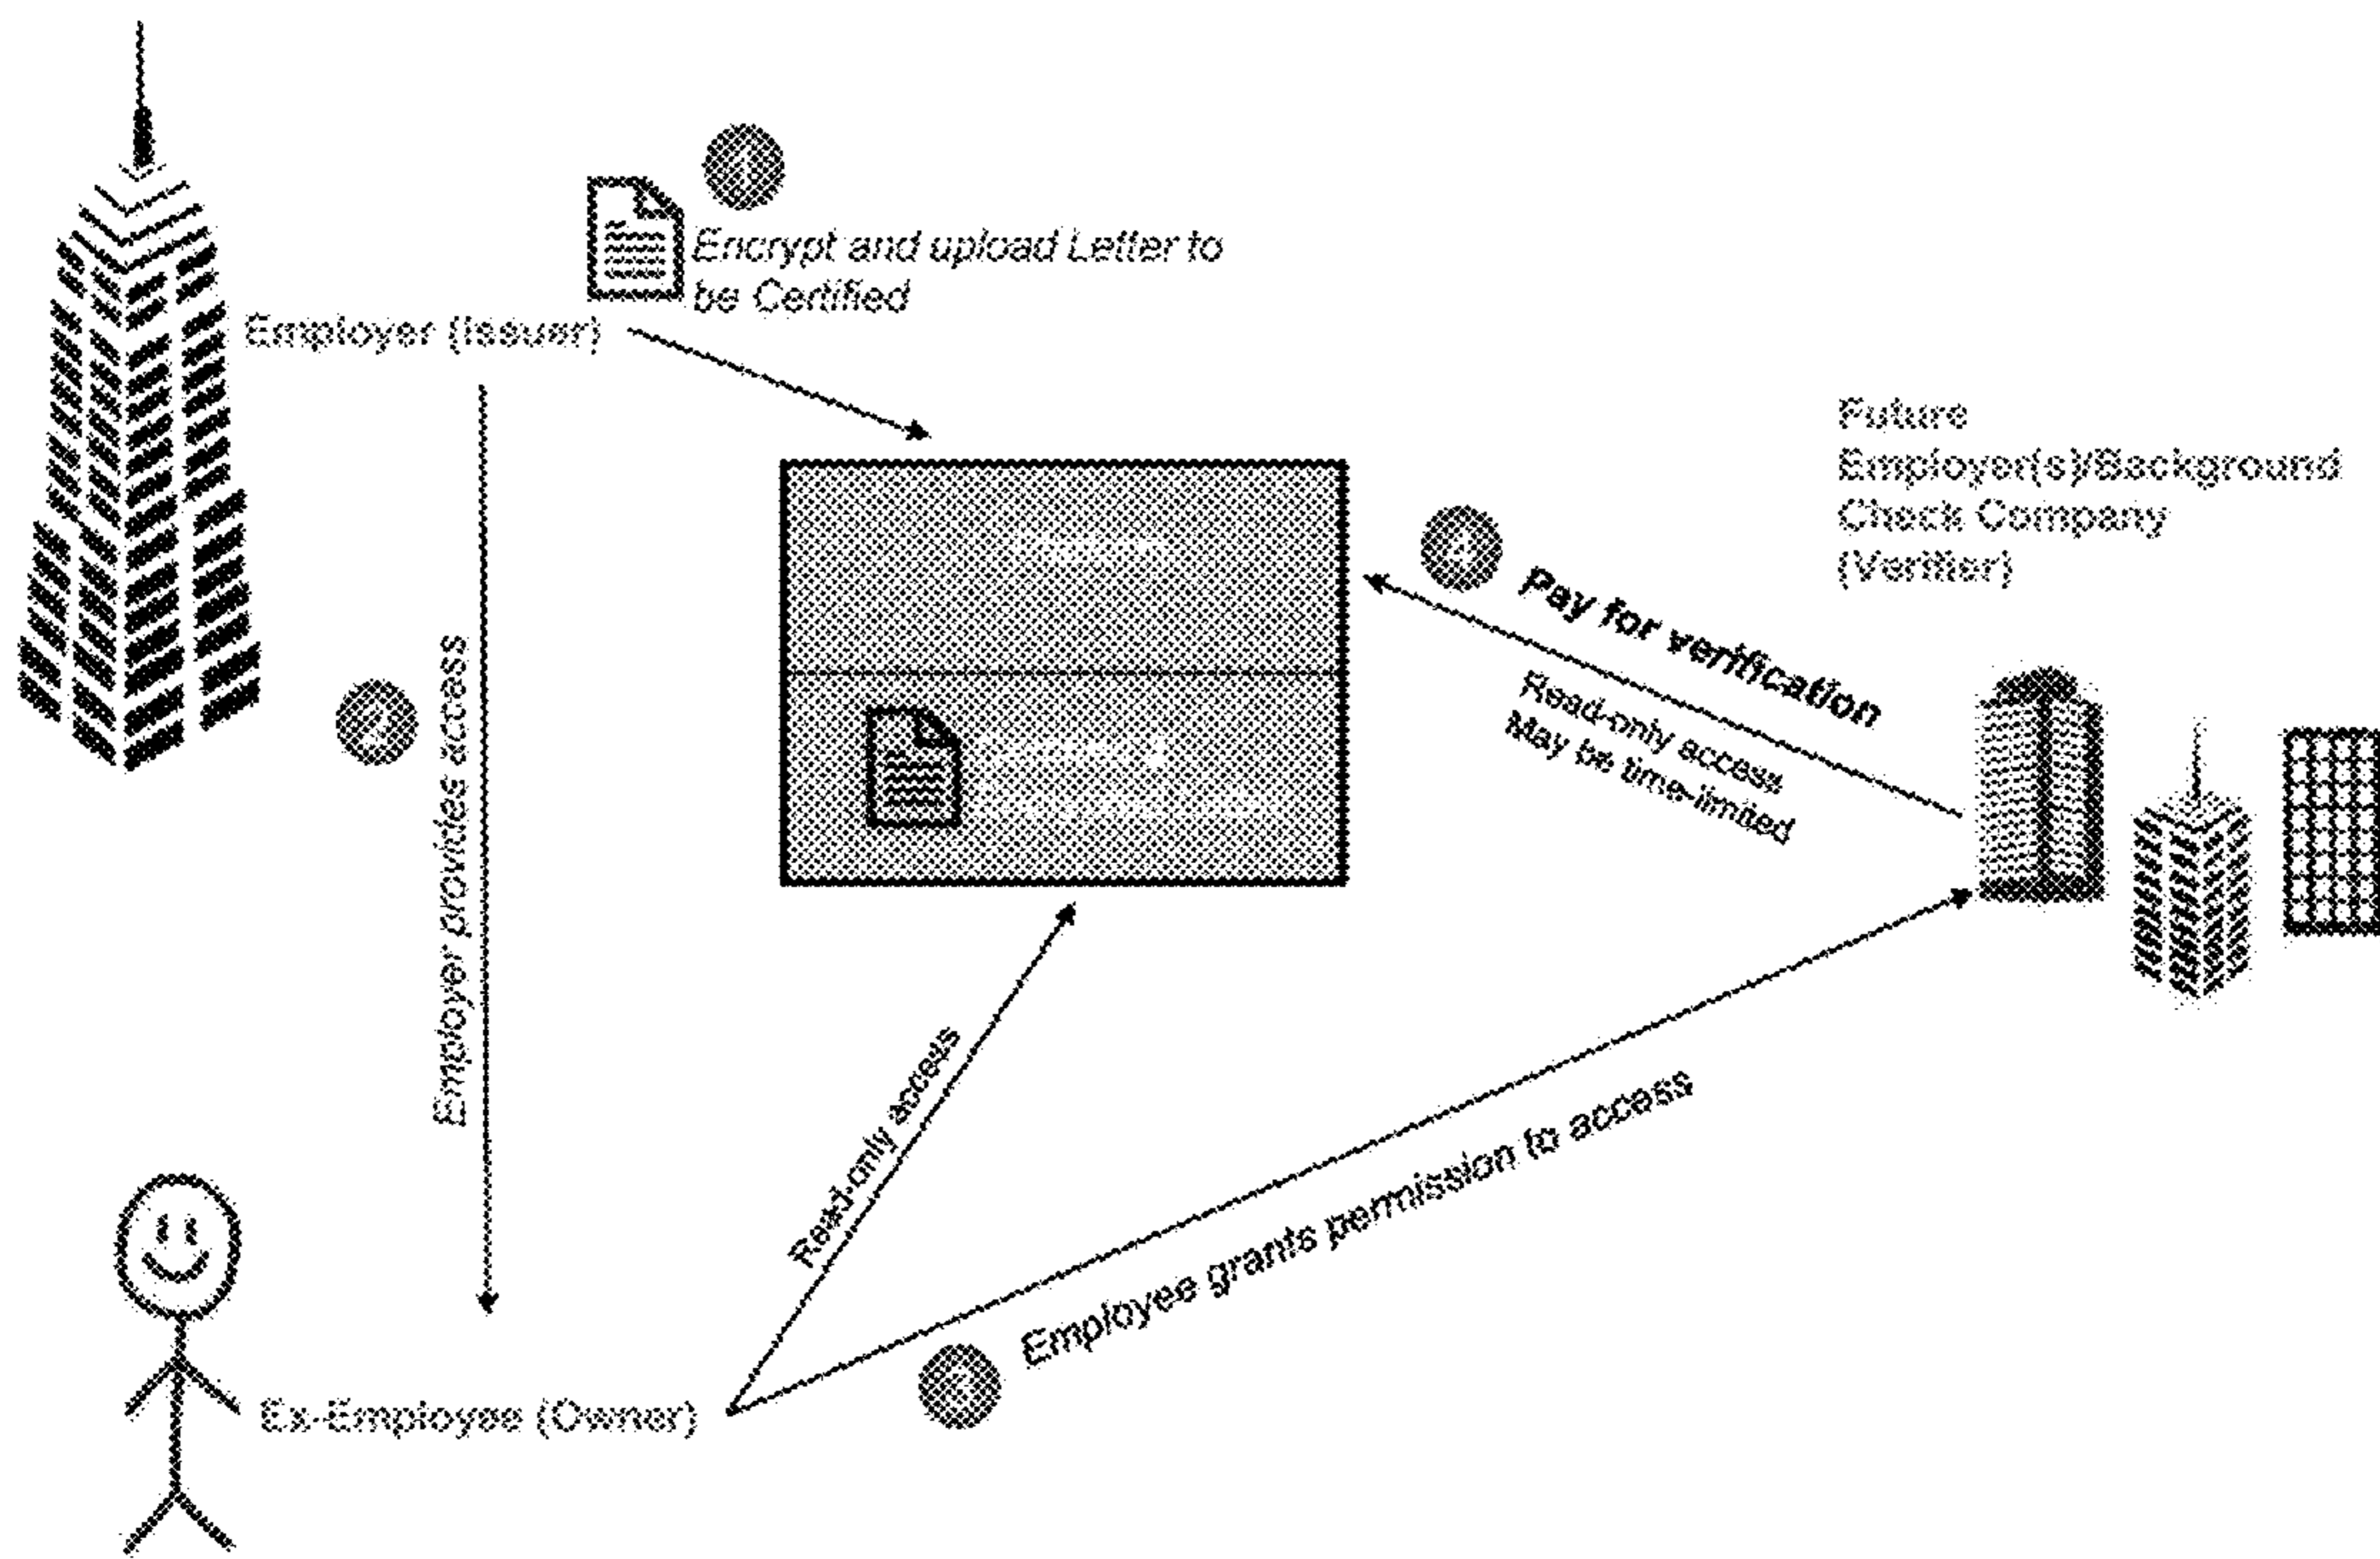 1
Encrypt and upload Letter to
be Certified
Employer (Issuer)
Future
Employer(s)/Background
Check Company
(Verifier)
Pay for verification
Read-only access
May be time-limited
2
Employer provides access
Read-only access
Employee grants permission to access
Ex-Employee (Owner)